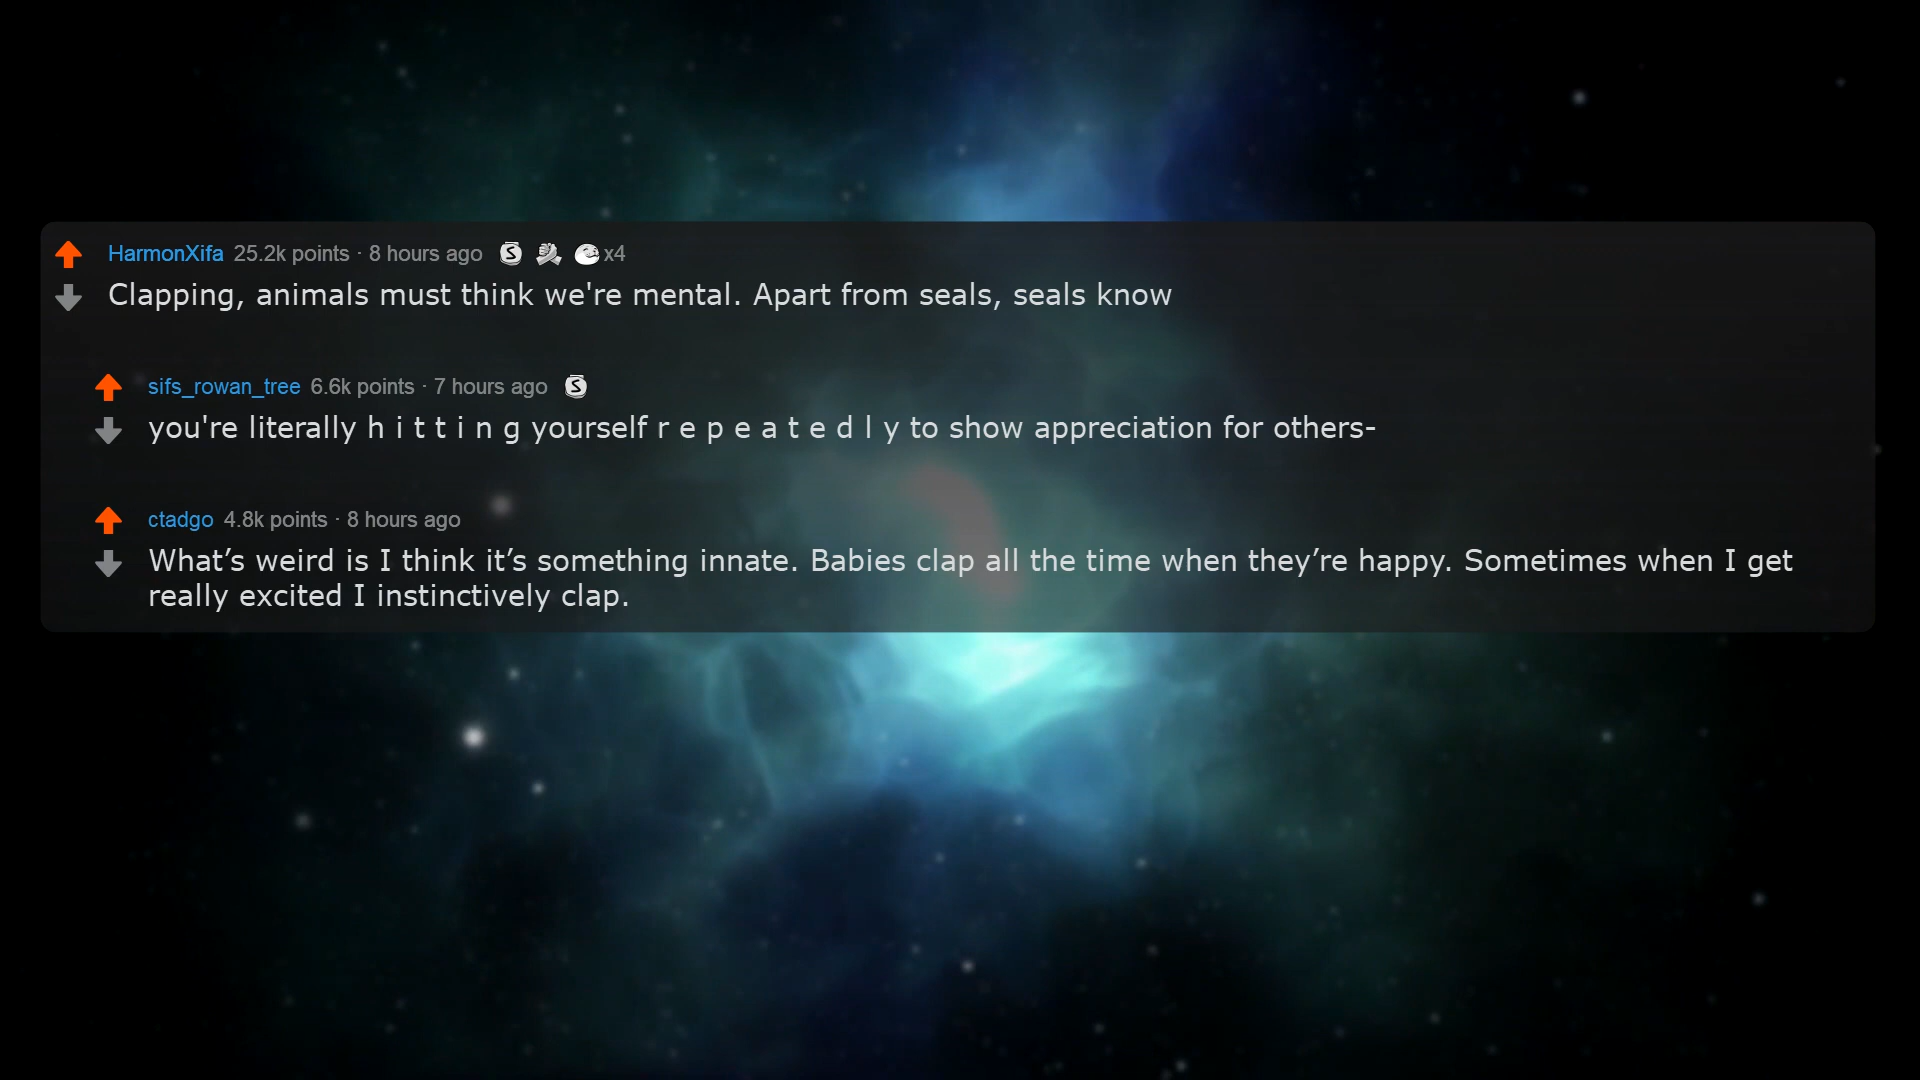 HarmonXifa 25.2k points · 8 hours ago S x4
Clapping, animals must think we're mental. Apart from seals, seals know
sifs_rowan_tree 6.6k points · 7 hours ago S
you're literally h i t t i n g yourself r e p e a t e d l y to show appreciation for others-
ctadgo 4.8k points · 8 hours ago
What’s weird is I think it’s something innate. Babies clap all the time when they’re happy. Sometimes when I get
really excited I instinctively clap.